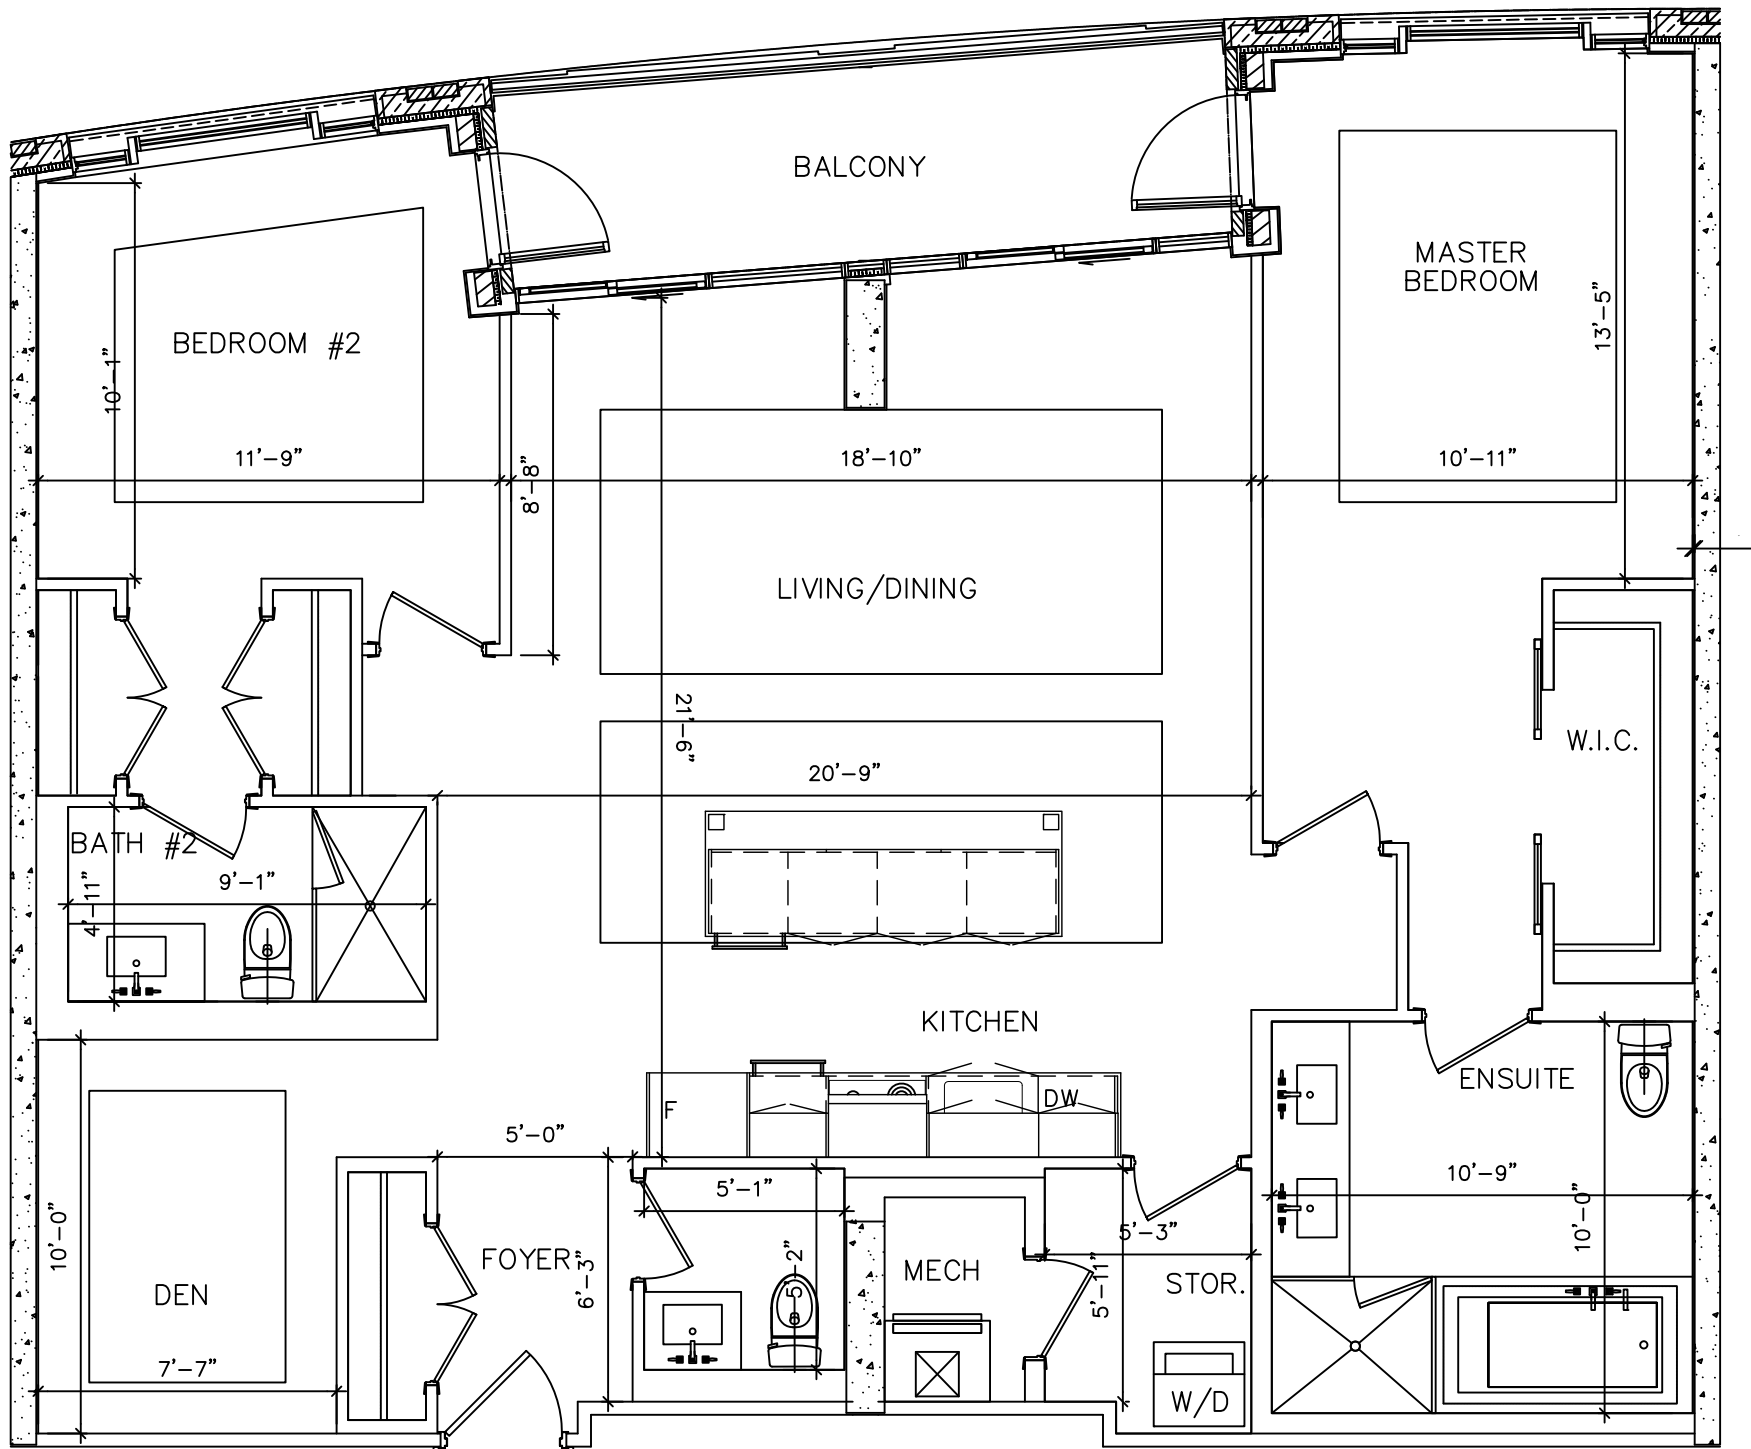 BALCONY
MASTER
BEDROOM
13'-5"
BEDROOM #2
10'-1"
11'-9"
8'-8"
18'-10"
10'-11"
LIVING/DINING
21'-6"
W.I.C.
20'-9"
BATH #2
9'-1"
4'-11"
KITCHEN
ENSUITE
F
DW
5'-0"
5'-1"
10'-9"
10'-0"
10'-0"
5'-3"
FOYER
6'-3"
5'-2"
MECH
5'-11"
STOR.
DEN
7'-7"
W/D